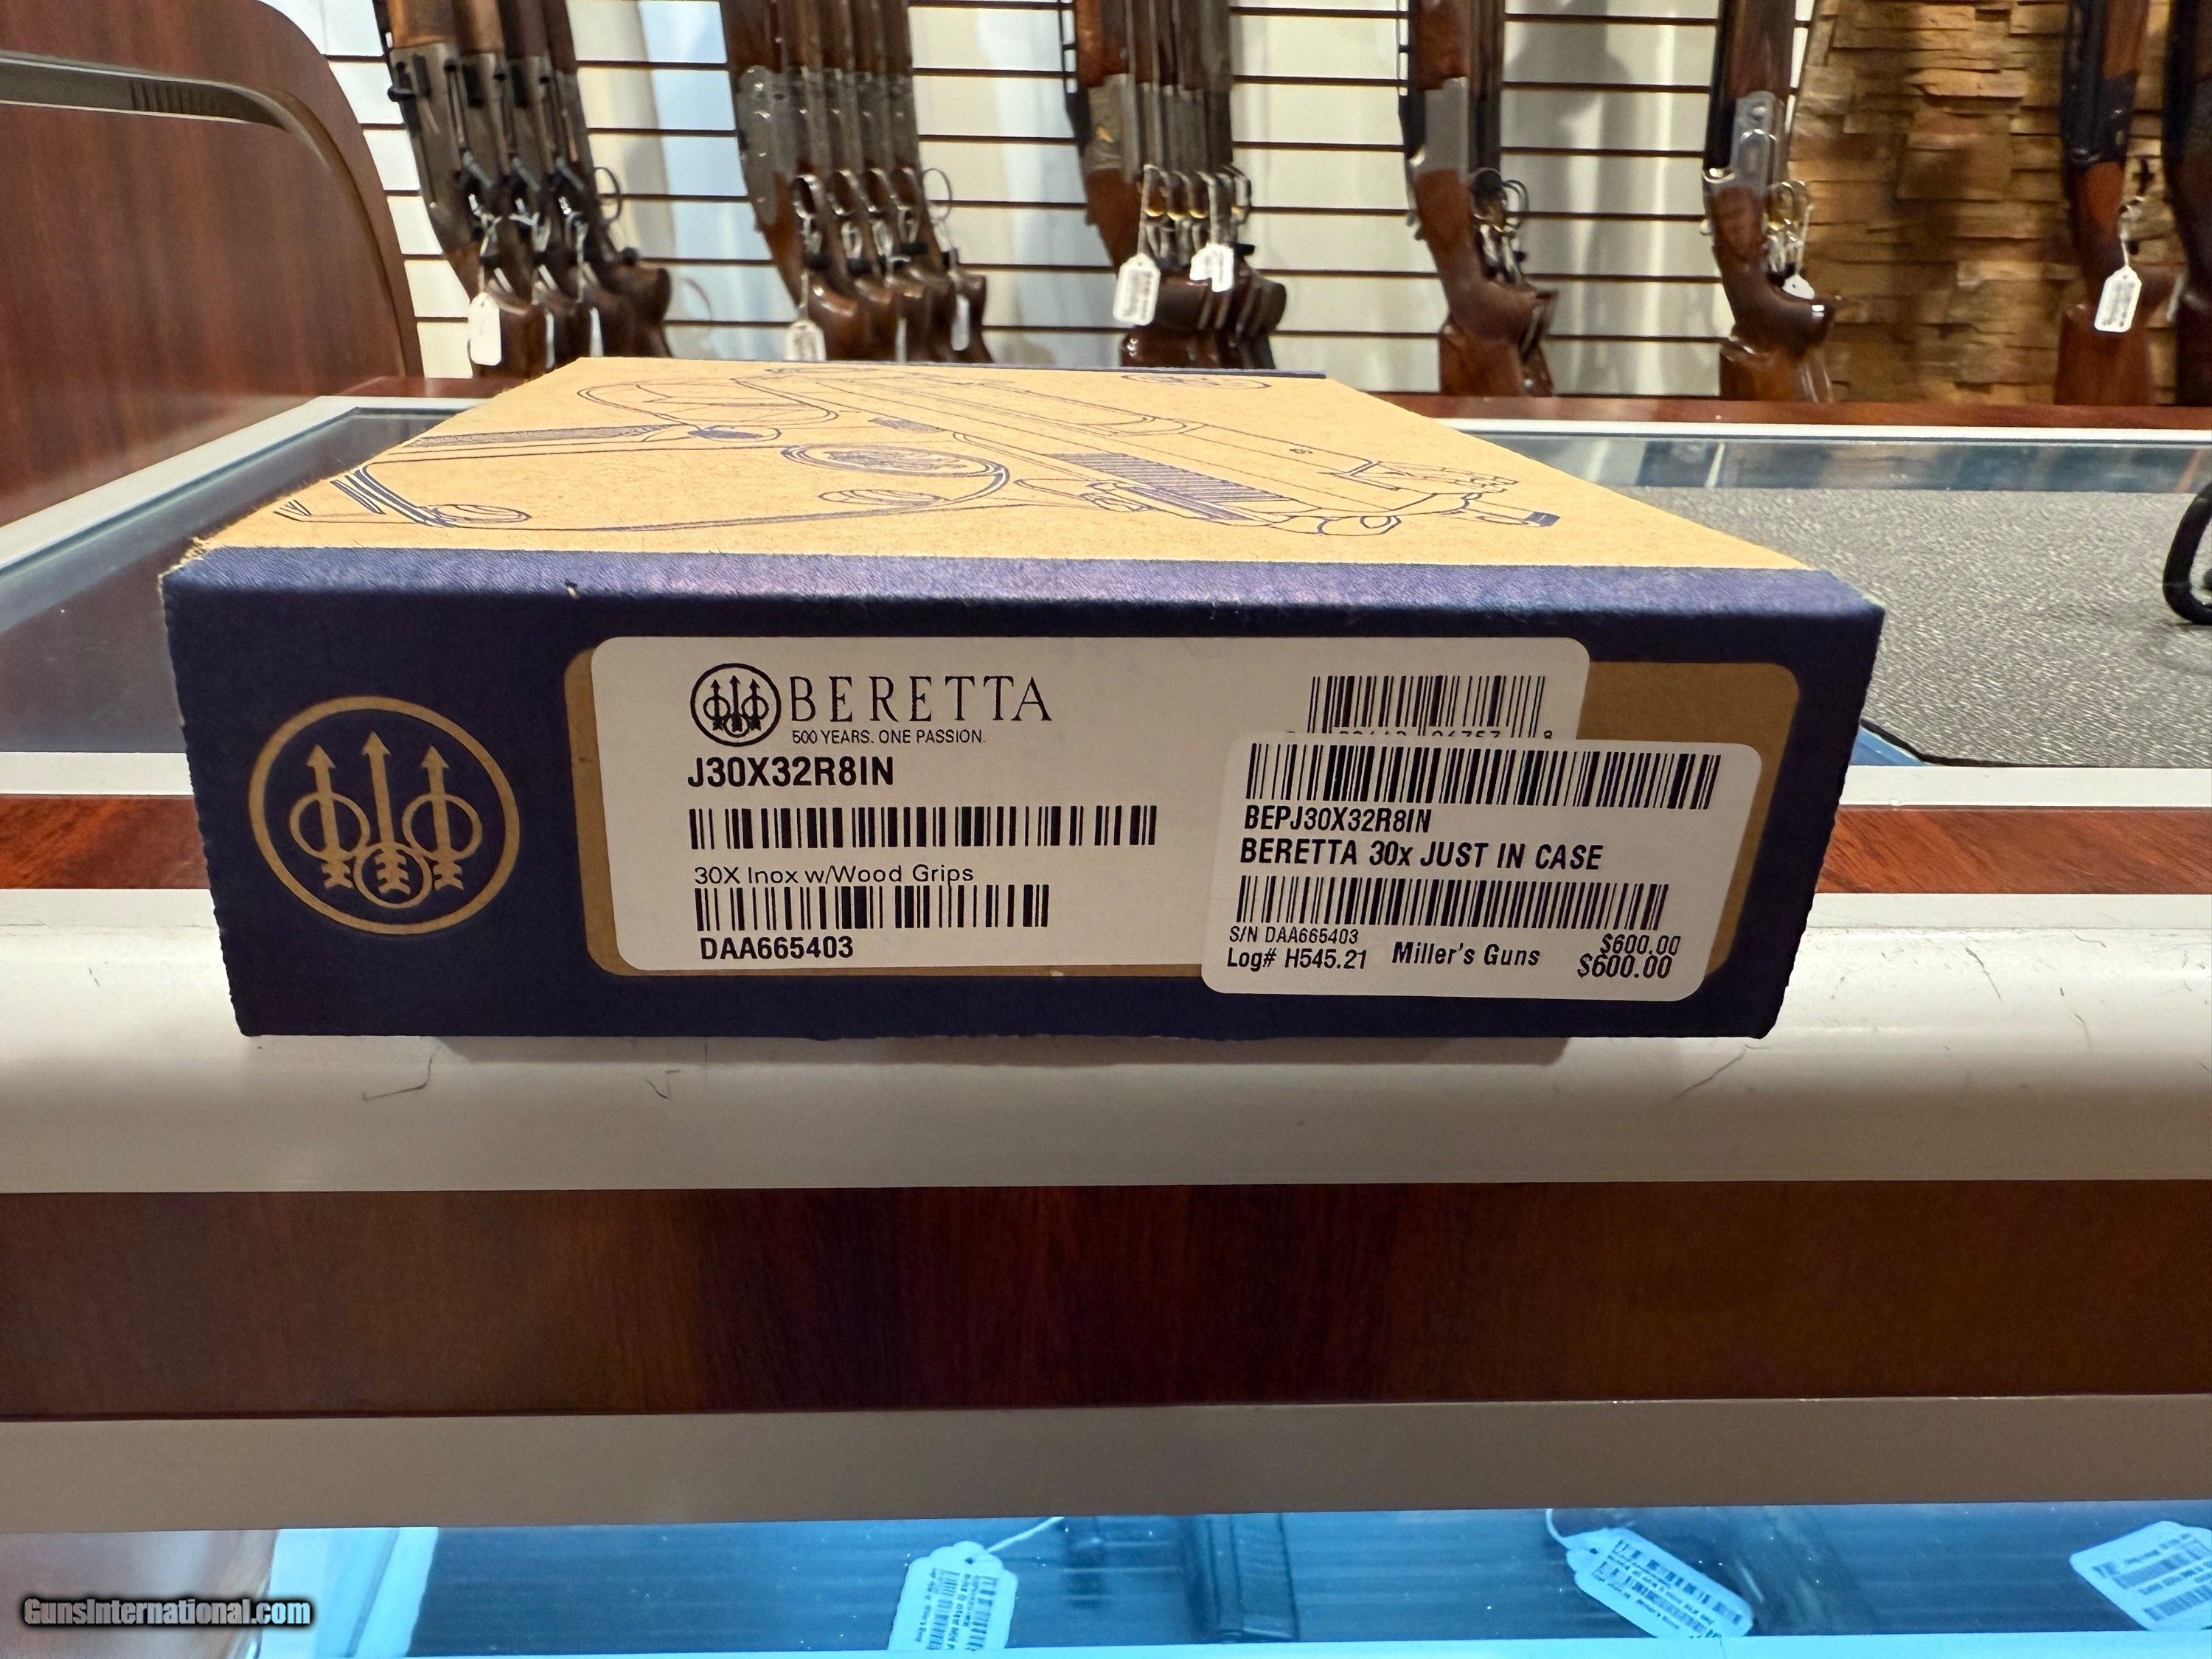 BERETTA
500 YEARS. ONE PASSION.
J30X32R8IN
30X Inox w/Wood Grips
DAA665403
BEPJ30X32R8IN
BERETTA 30x JUST IN CASE
S/N DAA665403
$600.00
Log# H545.21 Miller's Guns $600.00
GunsInternational.com